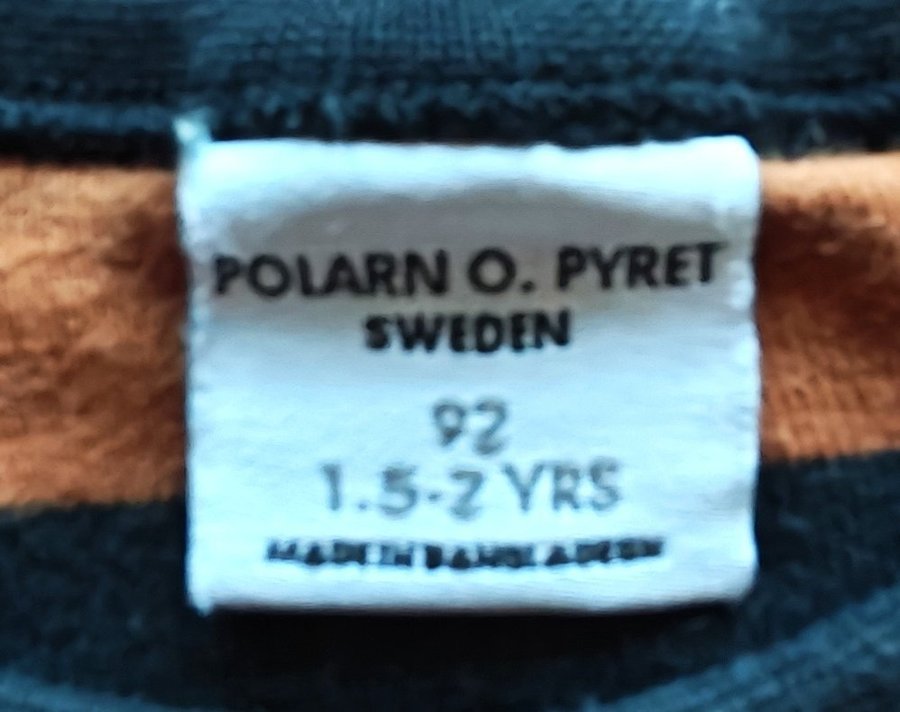 POLARN O. PYRET
SWEDEN
92
1.5-2 YRS
MADE IN BANGLADESH